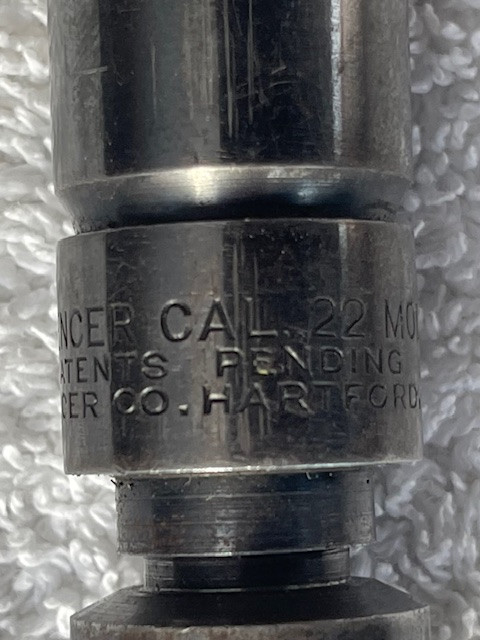 NCER CAL. 22 MO
ATENTS PENDING
CER CO. HARTFORD